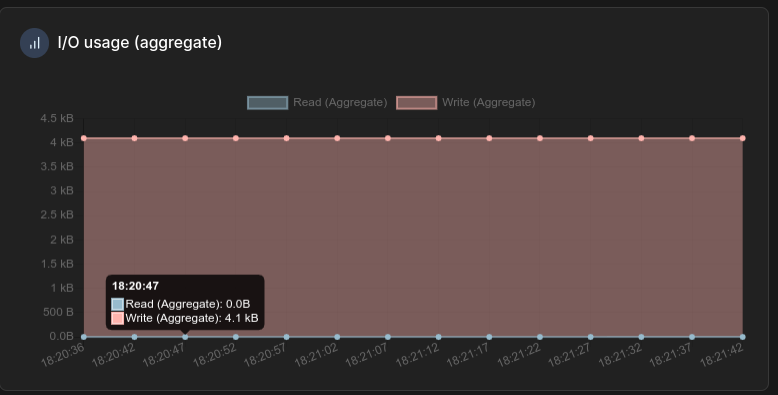 I/O usage (aggregate)
Read (Aggregate) Write (Aggregate)
4.5 kB
4 kB
3.5 kB
3 kB
2.5 kB
2 kB
1.5 kB
1 kB
500 B
0.0B
18:20:47
Read (Aggregate): 0.0B
Write (Aggregate): 4.1 kB
18:20:36 18:20:42 18:20:47 18:20:52 18:20:57 18:21:02 18:21:07 18:21:12 18:21:17 18:21:22 18:21:27 18:21:32 18:21:37 18:21:42